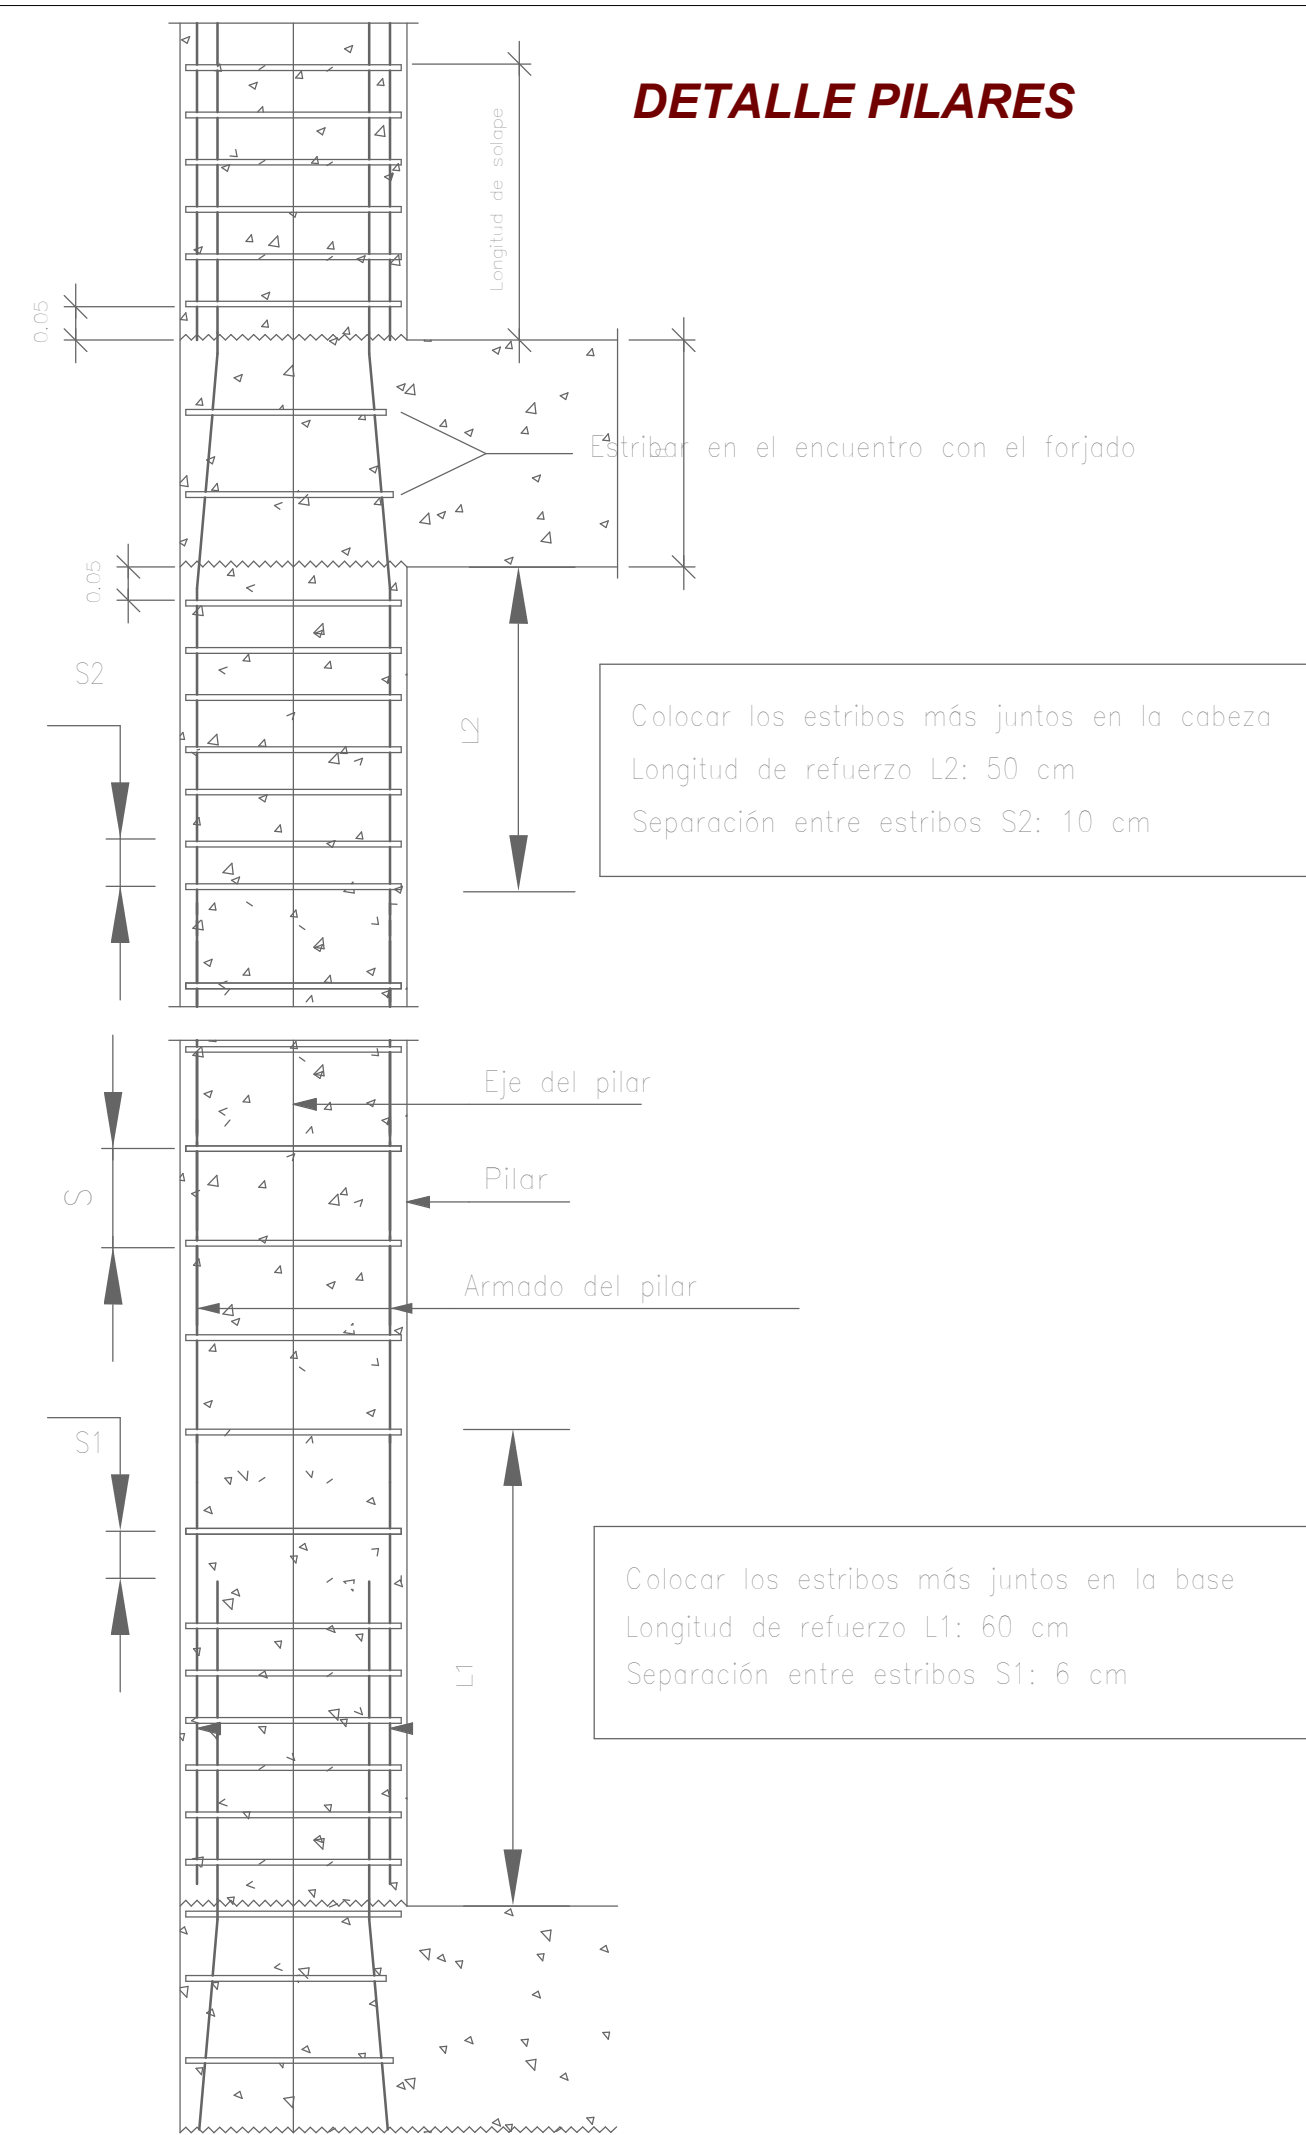 DETALLE PILARES
Longitud de solape
0.05
Estribar en el encuentro con el forjado
0.05
S2
L2
Colocar los estribos más juntos en la cabeza
Longitud de refuerzo L2: 50 cm
Separación entre estribos S2: 10 cm
Eje del pilar
Pilar
S
Armado del pilar
S1
L1
Colocar los estribos más juntos en la base
Longitud de refuerzo L1: 60 cm
Separación entre estribos S1: 6 cm